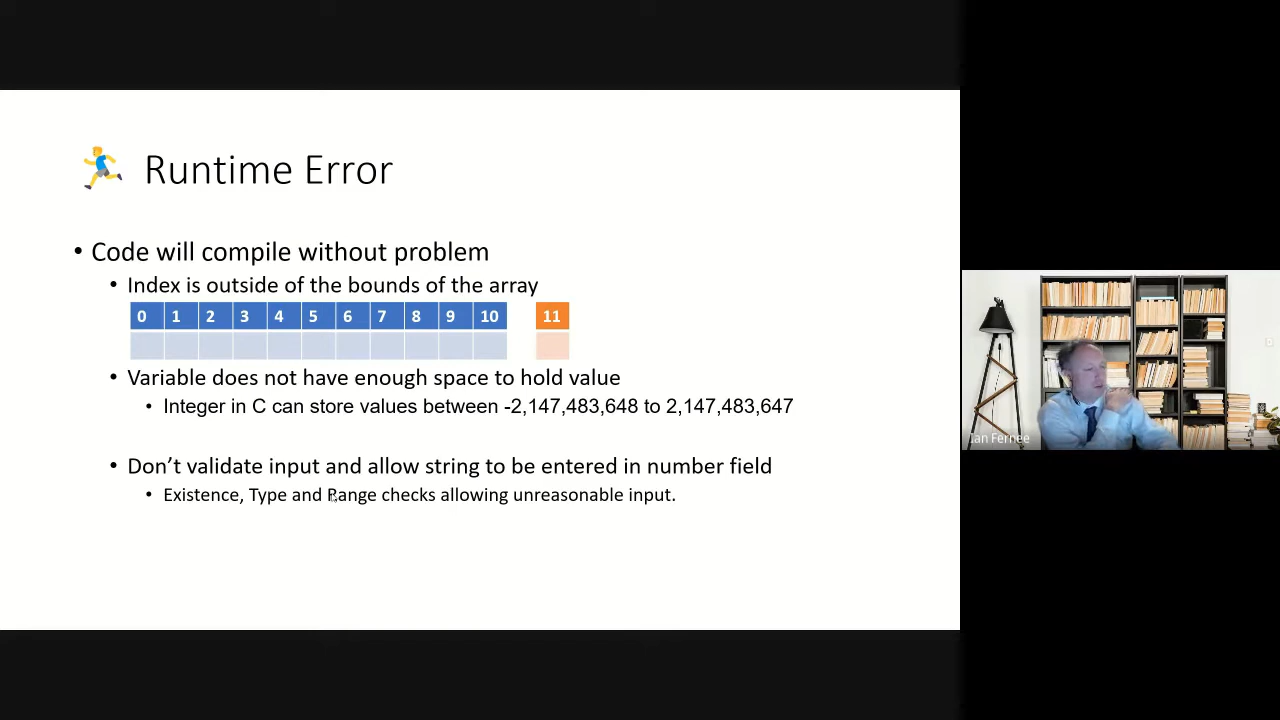 Runtime Error
• Code will compile without problem
• Index is outside of the bounds of the array
0 1 2 3 4 5 6 7 8 9 10 11
• Variable does not have enough space to hold value
• Integer in C can store values between -2,147,483,648 to 2,147,483,647
• Don’t validate input and allow string to be entered in number field
• Existence, Type and Range checks allowing unreasonable input.
Ian Fernee